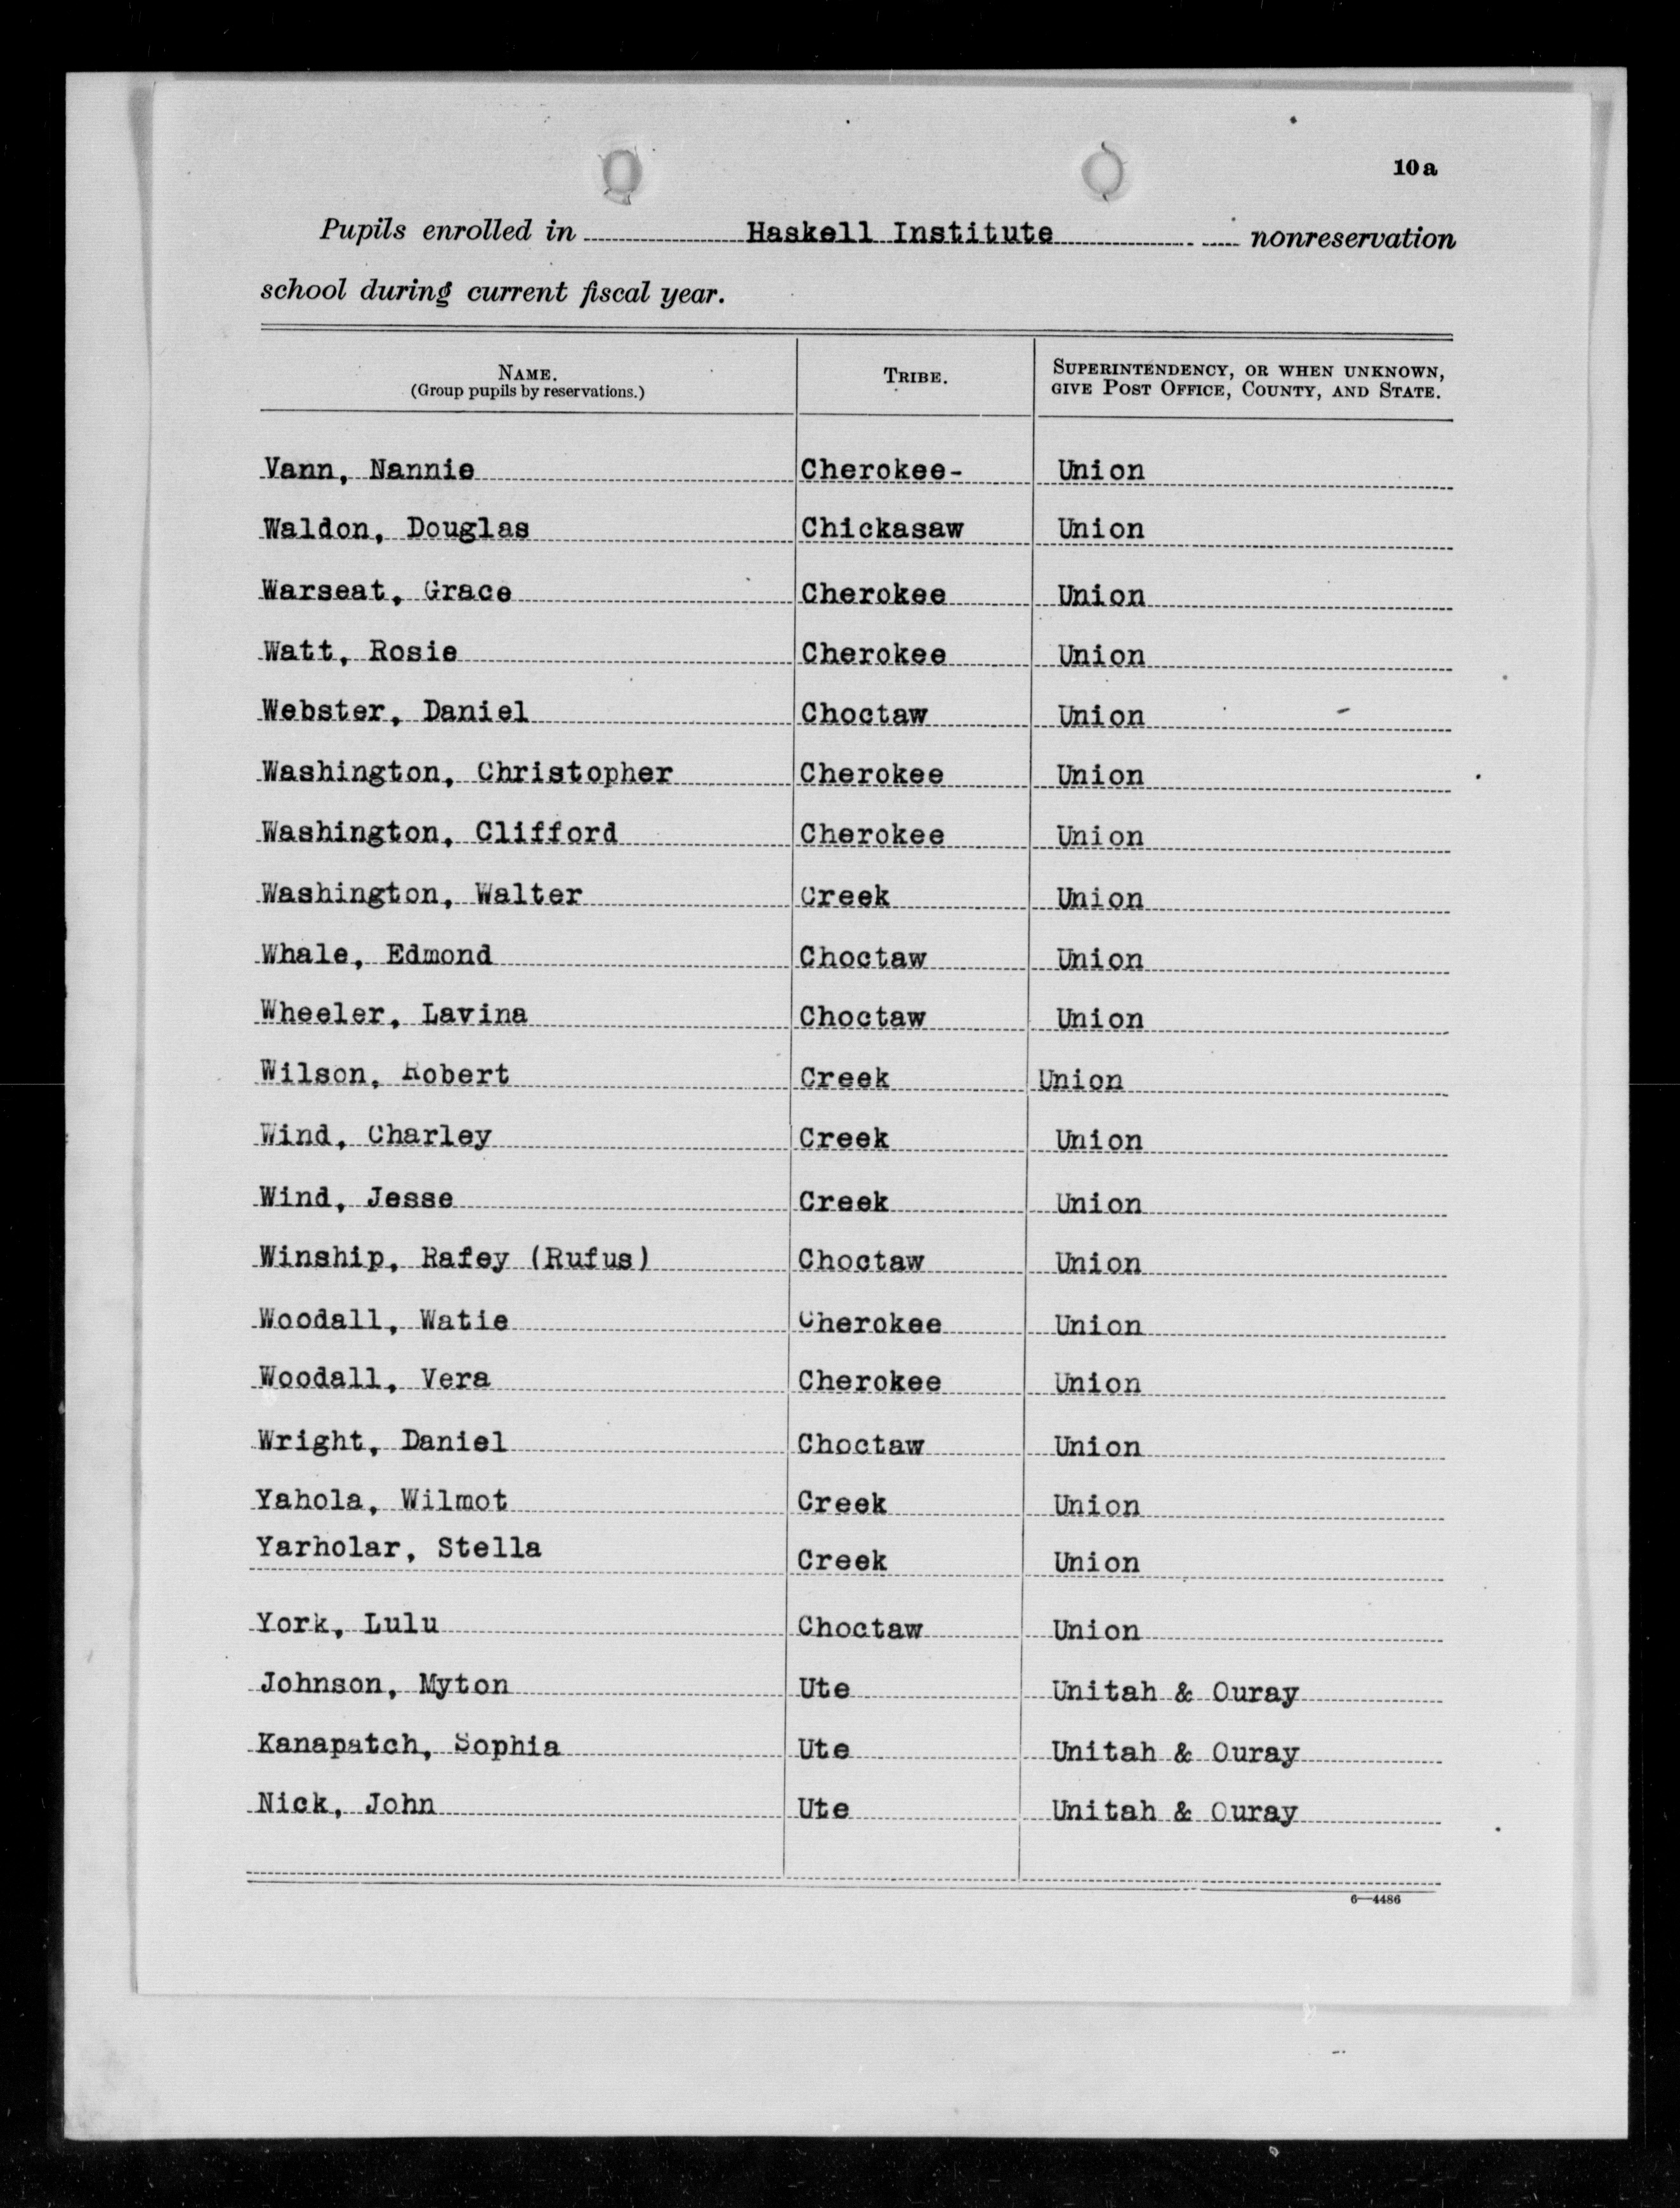 10a
Pupils enrolled in Haskell Institute nonreservation
school during current fiscal year.
NAME. TRIBE. SUPERINTENDENCY, OR WHEN UNKNOWN,
(Group pupils by reservations.) GIVE POST OFFICE, COUNTY, AND STATE.
Vann, Nannie Cherokee- Union
Waldon, Douglas Chickasaw Union
Warseat, Grace Cherokee Union
Watt, Rosie Cherokee Union
Webster, Daniel Choctaw Union
Washington, Christopher Cherokee Union
Washington, Clifford Cherokee Union
Washington, Walter Creek Union
Whale, Edmond Choctaw Union
Wheeler, Lavina Choctaw Union
Wilson, Robert Creek Union
Wind, Charley Creek Union
Wind, Jesse Creek Union
Winship, Rafey (Rufus) Choctaw Union
Woodall, Watie Cherokee Union
Woodall, Vera Cherokee Union
Wright, Daniel Choctaw Union
Yahola, Wilmot Creek Union
Yarholar, Stella Creek Union
York, Lulu Choctaw Union
Johnson, Myton Ute Unitah & Ouray
Kanapatch, Sophia Ute Unitah & Ouray
Nick, John Ute Unitah & Ouray
6—4486